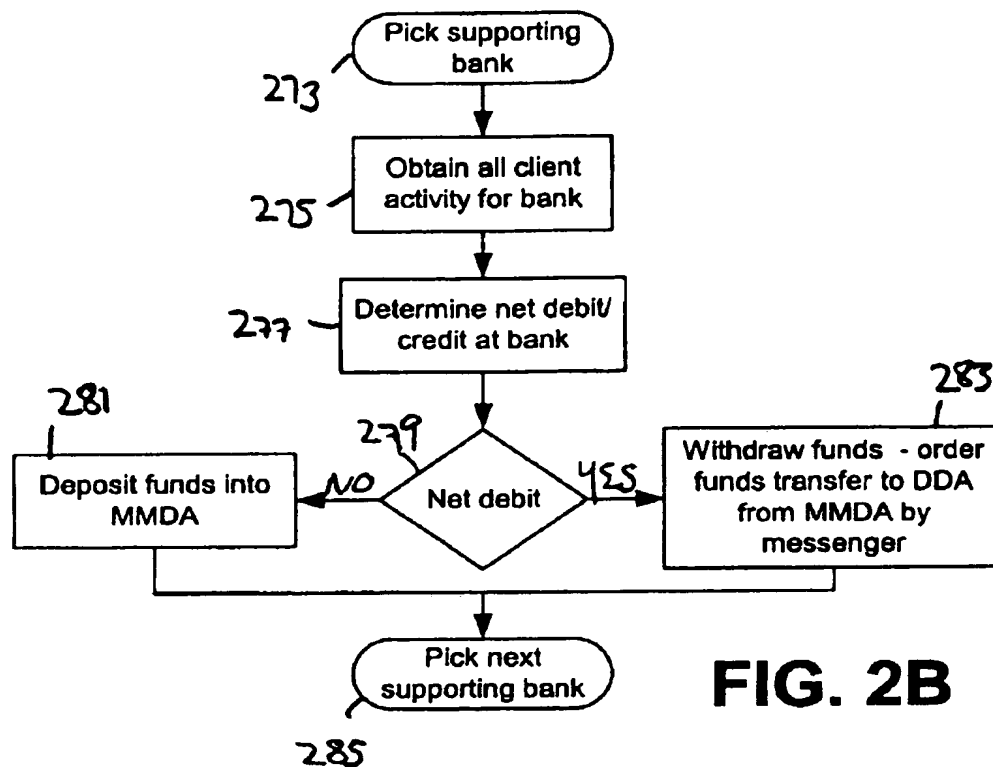 Pick supporting
bank
273
Obtain all client
activity for bank
275
Determine net debit/
credit at bank
277
279
Net debit
NO
YES
281
Deposit funds into
MMDA
283
Withdraw funds - order
funds transfer to DDA
from MMDA by
messenger
Pick next
supporting bank
285
FIG. 2B